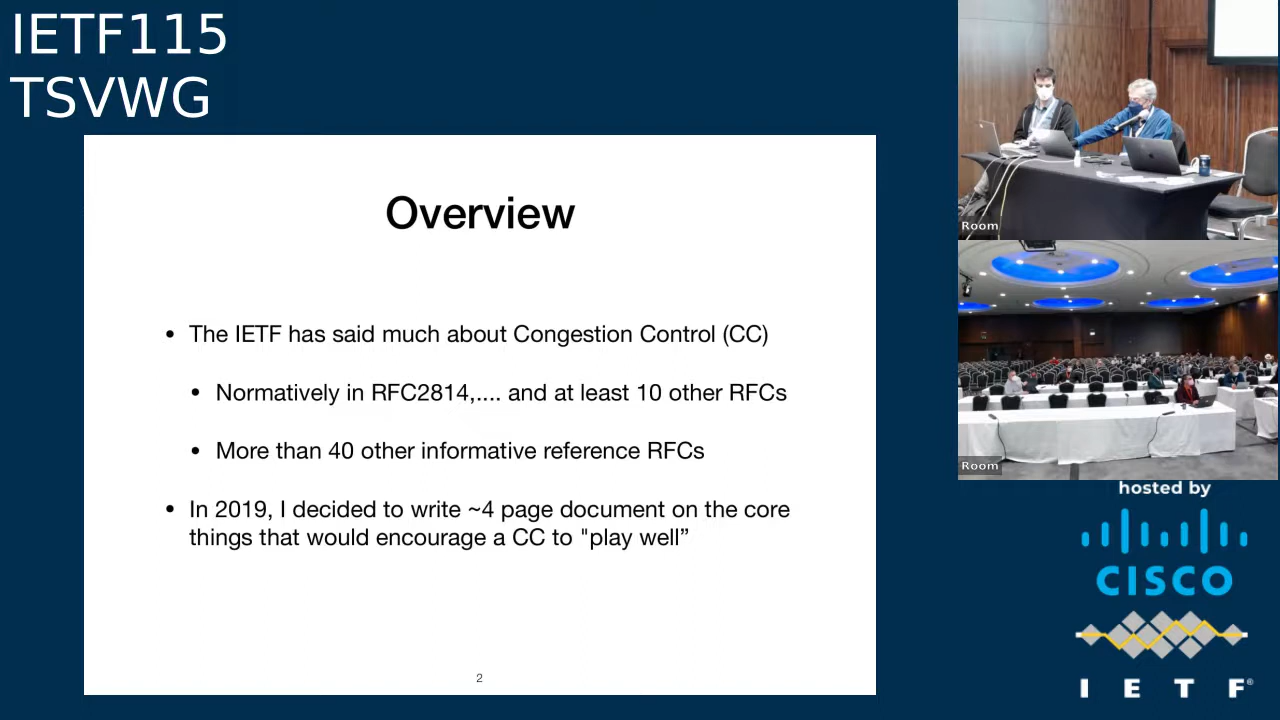 IETF115
TSVWG
Overview
• The IETF has said much about Congestion Control (CC)
• Normatively in RFC2814,.... and at least 10 other RFCs
• More than 40 other informative reference RFCs
• In 2019, I decided to write ~4 page document on the core
things that would encourage a CC to "play well”
2
Room
Room
hosted by
CISCO
I E T F®